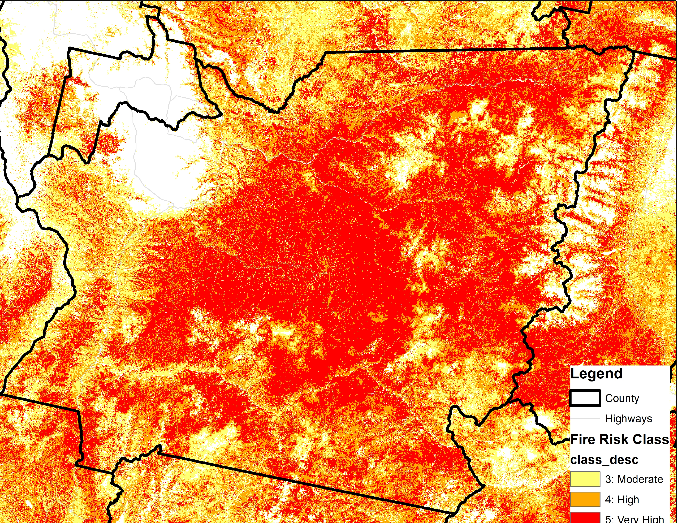 Legend
County
Highways
Fire Risk Class
class_desc
3: Moderate
4: High
5: Very High